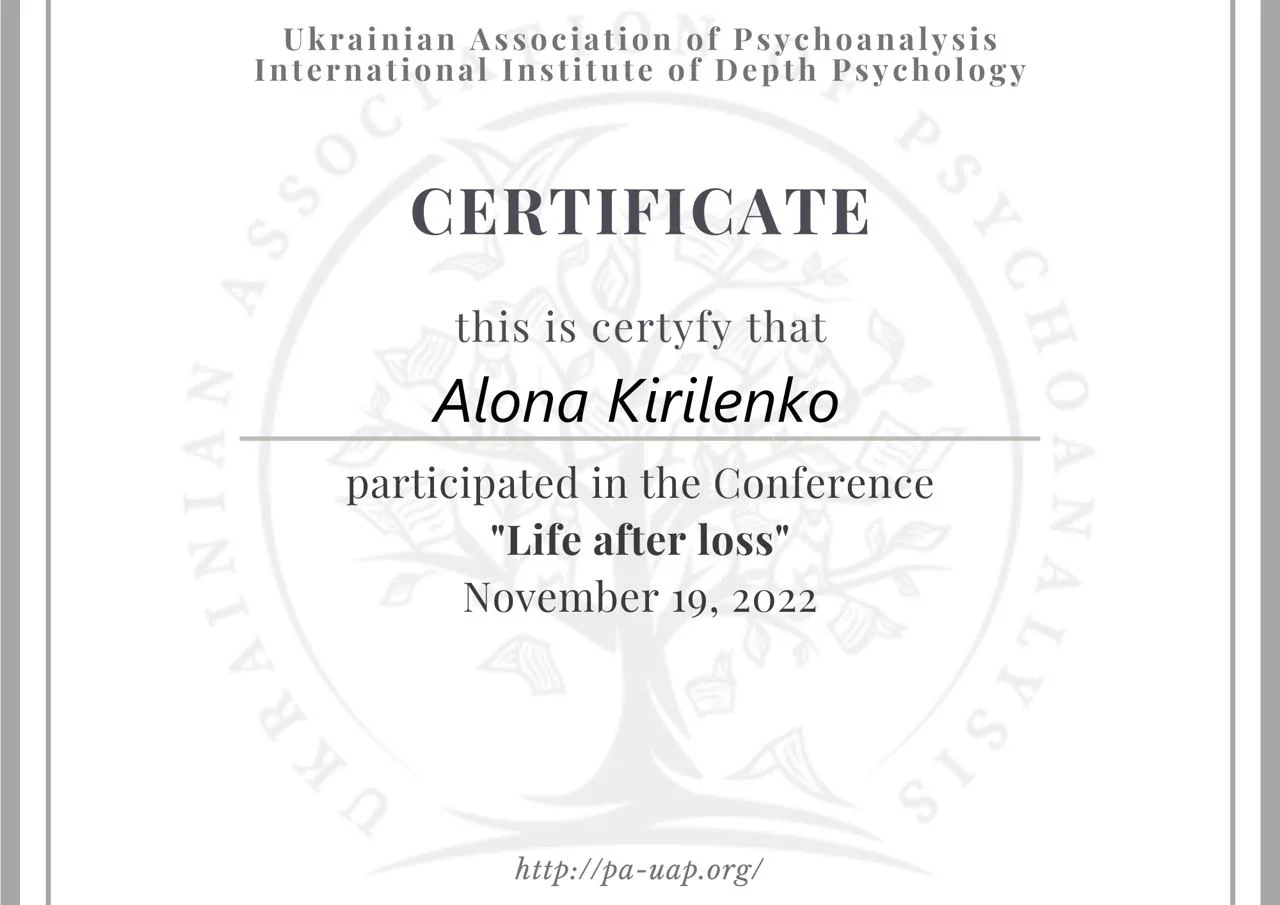 Ukrainian Association of Psychoanalysis
International Institute of Depth Psychology
UKRAINIAN ASSOCIATION OF PSYCHOANALYSIS
CERTIFICATE
this is certyfy that
Alona Kirilenko
participated in the Conference
"Life after loss"
November 19, 2022
http://pa-uap.org/